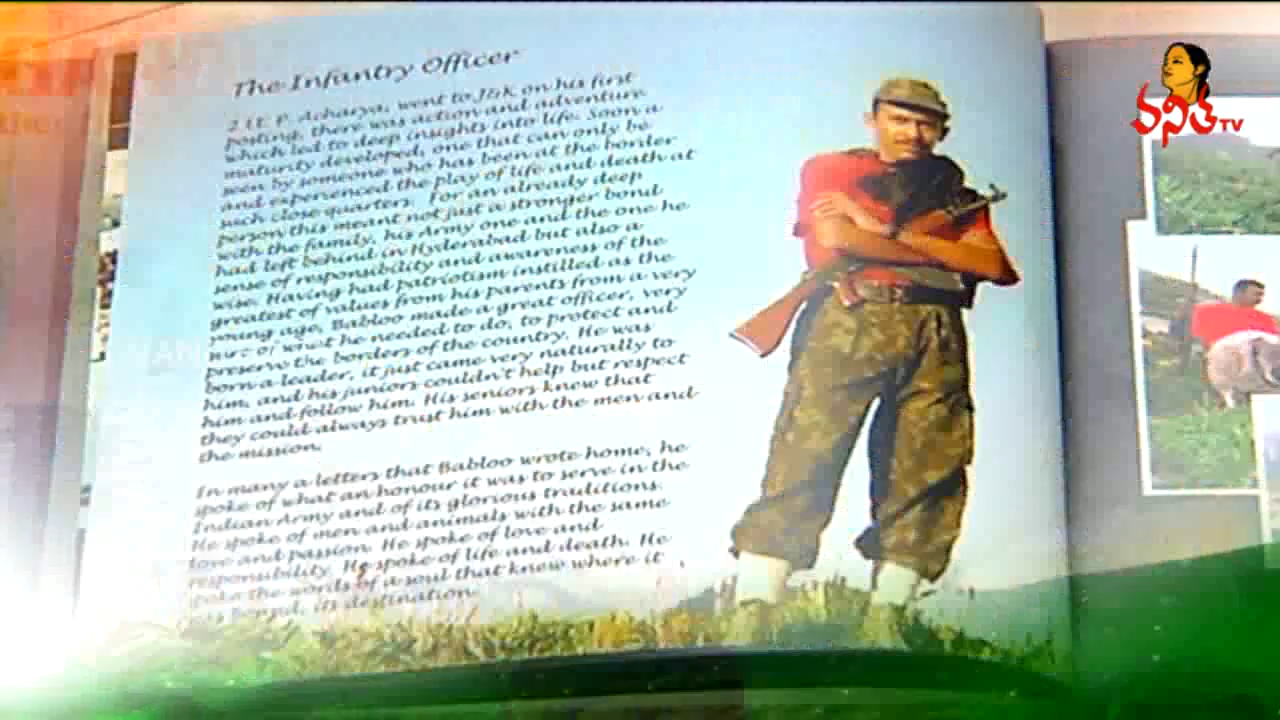 వనిత TV
The Infantry Officer
2 Lt. P. Acharya, went to J&K on his first
posting, there was action and adventure
which led to deep insights into life. Soon a
maturity developed, one that can only be
seen by someone who has been at the border
and experienced the play of life and death at
such close quarters. For an already deep
person this meant not just a stronger bond
with the family, his Army one and the one he
had left behind in Hyderabad but also a
sense of responsibility and awareness of the
wise. Having had patriotism instilled as the
greatest of values from his parents from a very
young age, Babloo made a great officer, very
sure of what he needed to do, to protect and
preserve the borders of the country. He was
born a leader, it just came very naturally to
him, and his juniors couldn't help but respect
him and follow him. His seniors knew that
they could always trust him with the men and
the mission.
In many a letters that Babloo wrote home, he
spoke of what an honour it was to serve in the
Indian Army and of its glorious traditions.
He spoke of men and animals with the same
love and passion. He spoke of love and
responsibility. He spoke of life and death. He
spoke the words of a soul that knew where it
bound, its destination.